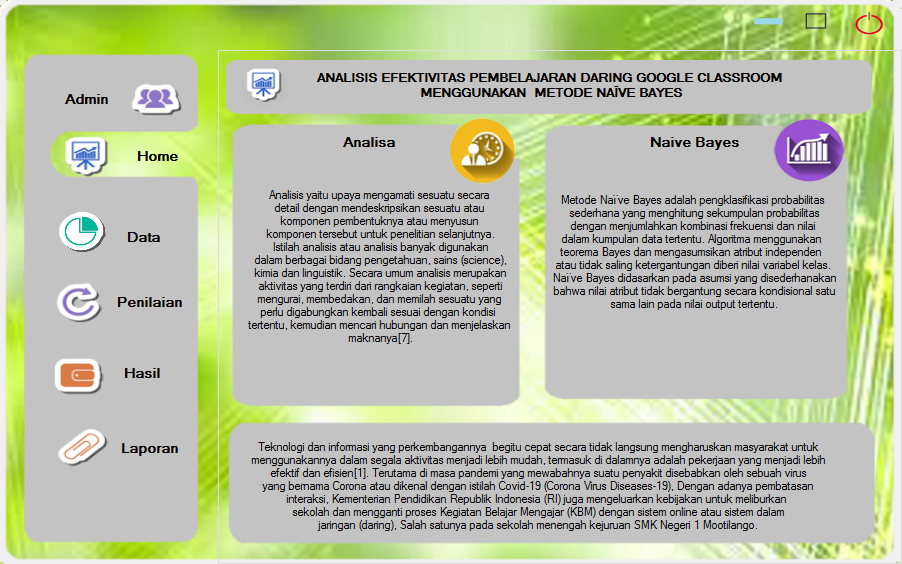 ANALISIS EFEKTIVITAS PEMBELAJARAN DARING GOOGLE CLASSROOM
MENGGUNAKAN METODE NAÏVE BAYES
Admin
Home
Data
Penilaian
Hasil
Laporan
Analisa
Analisis yaitu upaya mengamati sesuatu secara
detail dengan mendeskripsikan sesuatu atau
komponen pembentuknya atau menyusun
komponen tersebut untuk penelitian selanjutnya.
Istilah analisis atau analisis banyak digunakan
dalam berbagai bidang pengetahuan, sains (science),
kimia dan linguistik. Secara umum analisis merupakan
aktivitas yang terdiri dari rangkaian kegiatan, seperti
mengurai, membedakan, dan memilah sesuatu yang
perlu digabungkan kembali sesuai dengan kondisi
tertentu, kemudian mencari hubungan dan menjelaskan
maknanya[7].
Naive Bayes
Metode Naïve Bayes adalah pengklasifikasi probabilitas
sederhana yang menghitung sekumpulan probabilitas
dengan menjumlahkan kombinasi frekuensi dan nilai
dalam kumpulan data tertentu. Algoritma menggunakan
teorema Bayes dan mengasumsikan atribut independen
atau tidak saling ketergantungan diberi nilai variabel kelas.
Naïve Bayes didasarkan pada asumsi yang disederhanakan
bahwa nilai atribut tidak bergantung secara kondisional satu
sama lain pada nilai output tertentu.
Teknologi dan informasi yang perkembangannya begitu cepat secara tidak langsung mengharuskan masyarakat untuk
menggunakannya dalam segala aktivitas menjadi lebih mudah, termasuk di dalamnya adalah pekerjaan yang menjadi lebih
efektif dan efisien[1]. Terutama di masa pandemi yang mewabahnya suatu penyakit disebabkan oleh sebuah virus
yang bernama Corona atau dikenal dengan istilah Covid-19 (Corona Virus Diseases-19), Dengan adanya pembatasan
interaksi, Kementerian Pendidikan Republik Indonesia (RI) juga mengeluarkan kebijakan untuk meliburkan
sekolah dan mengganti proses Kegiatan Belajar Mengajar (KBM) dengan sistem online atau sistem dalam
jaringan (daring), Salah satunya pada sekolah menengah kejuruan SMK Negeri 1 Mootilango.